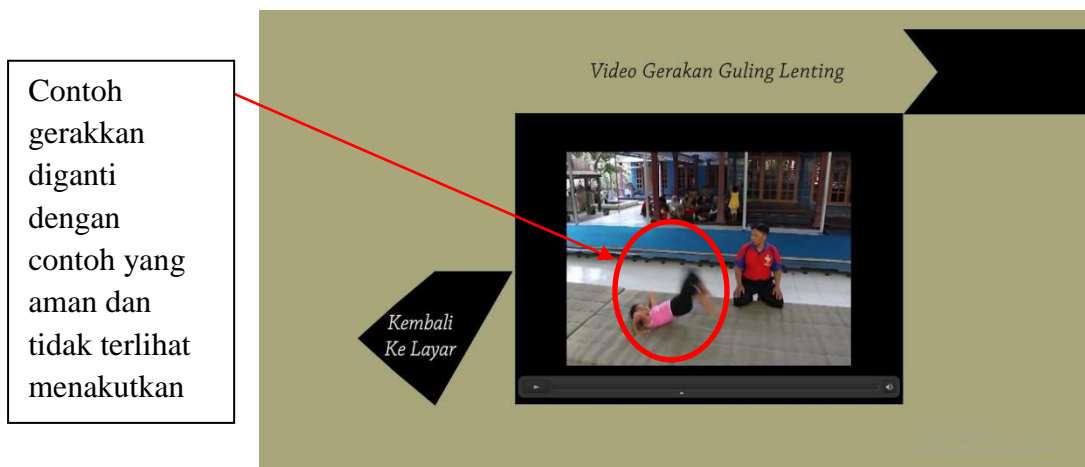 Contoh
gerakkan
diganti
dengan
contoh yang
aman dan
tidak terlihat
menakutkan
Video Gerakan Guling Lenting
Kembali
Ke Layar